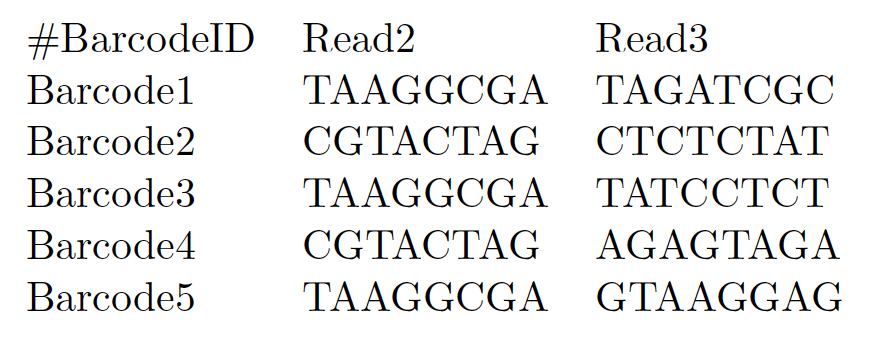 #BarcodeID Read2 Read3
Barcode1 TAAGGCGA TAGATCGC
Barcode2 CGTACTAG CTCTCTAT
Barcode3 TAAGGCGA TATCCTCT
Barcode4 CGTACTAG AGAGTAGA
Barcode5 TAAGGCGA GTAAGGAG